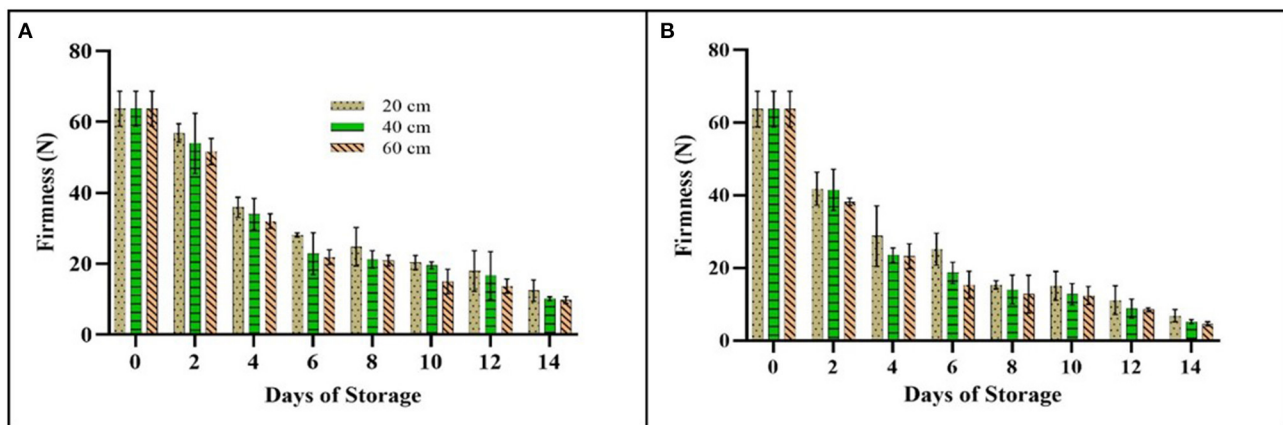 A
80
60
40
20
0
Firmness (N)
20 cm
40 cm
60 cm
0 2 4 6 8 10 12 14
Days of Storage
B
80
60
40
20
0
Firmness (N)
0 2 4 6 8 10 12 14
Days of Storage